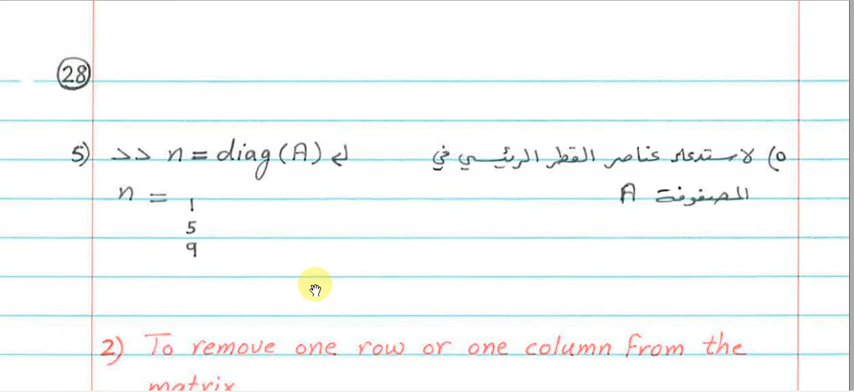 28
5) >> n = diag(A) ↲
٥) لاستدعاء عناصر القطر الرئيسي في
المصفوفة A
n =
1
5
9
2) To remove one row or one column from the
matrix